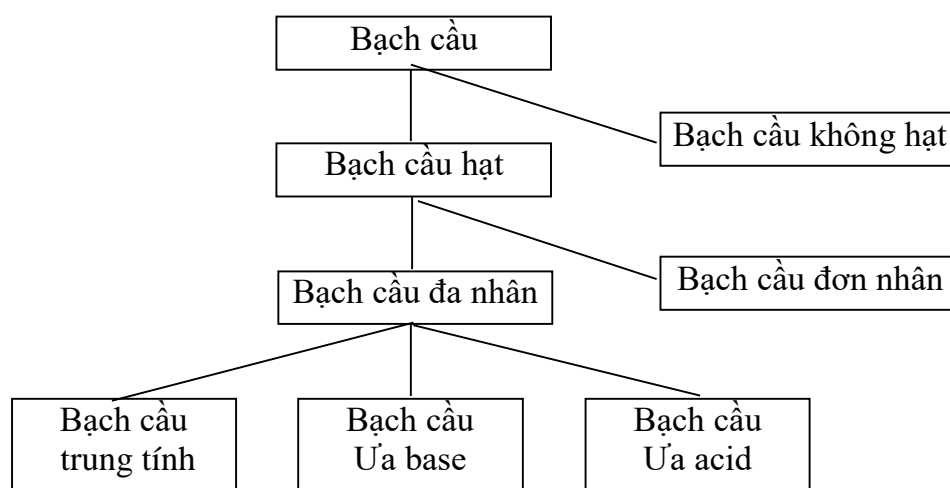 Bạch cầu
Bạch cầu không hạt
Bạch cầu hạt
Bạch cầu đơn nhân
Bạch cầu đa nhân
Bạch cầu
trung tính
Bạch cầu
Ưa base
Bạch cầu
Ưa acid